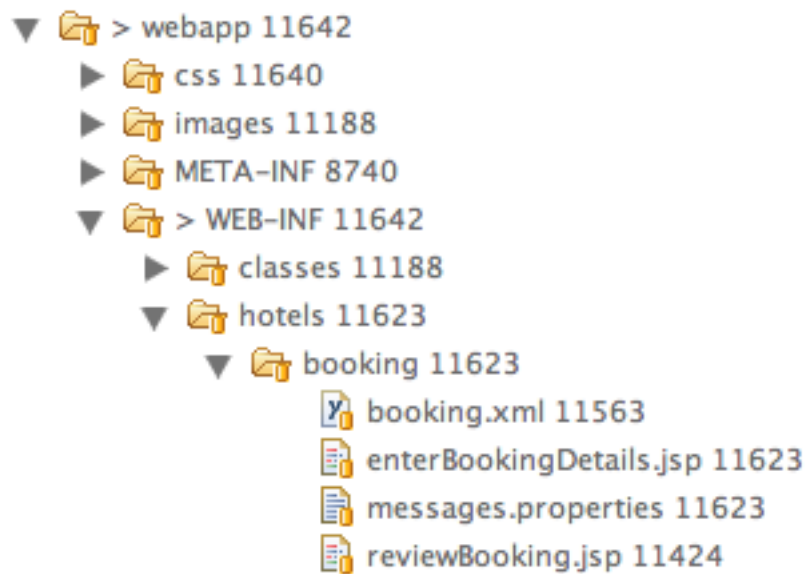 > webapp 11642
css 11640
images 11188
META-INF 8740
> WEB-INF 11642
classes 11188
hotels 11623
booking 11623
booking.xml 11563
enterBookingDetails.jsp 11623
messages.properties 11623
reviewBooking.jsp 11424